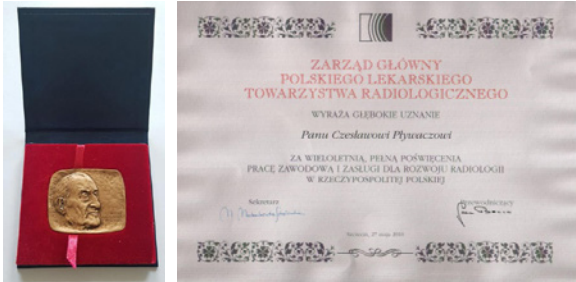 ZARZĄD GŁÓWNY
POLSKIEGO LEKARSKIEGO
TOWARZYSTWA RADIOLOGICZNEGO
WYRAŻA GŁĘBOKIE UZNANIE
Panu Czesławowi Pływaczowi
ZA WIELOLETNIĄ, PEŁNĄ POŚWIĘCENIA
PRACĘ ZAWODOWĄ I ZASŁUGI DLA ROZWOJU RADIOLOGII
W RZECZYPOSPOLITEJ POLSKIEJ
Sekretarz Przewodniczący